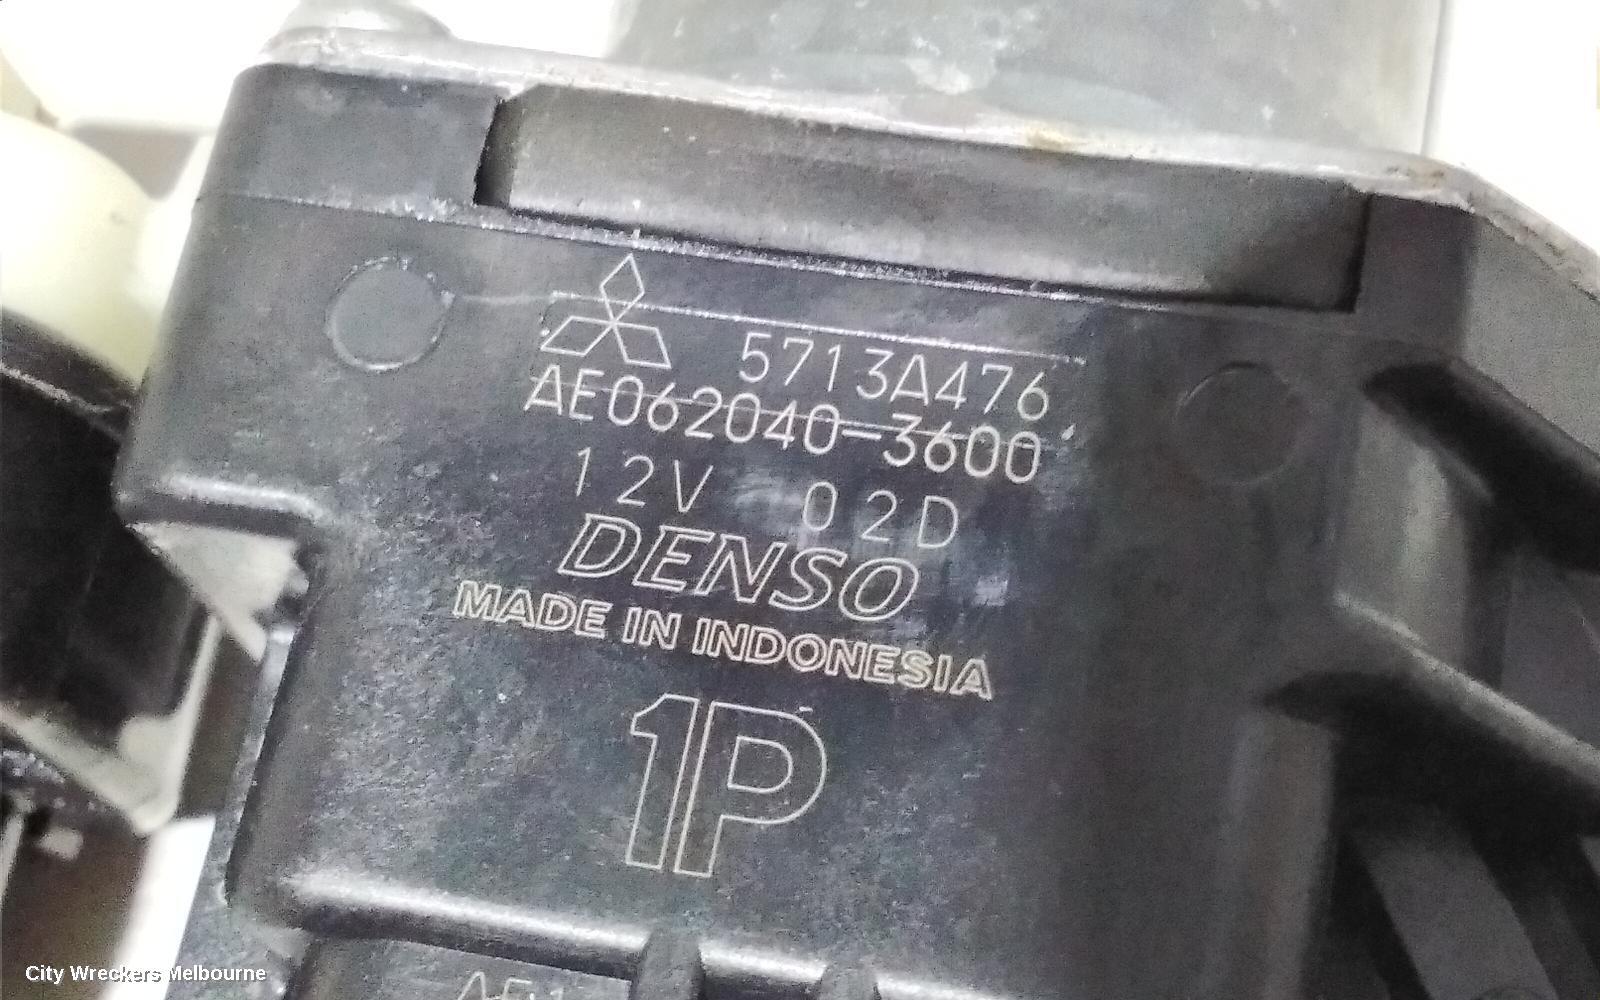 5713A476
AE062040-3600
12V 02D
DENSO
MADE IN INDONESIA
1P
City Wreckers Melbourne